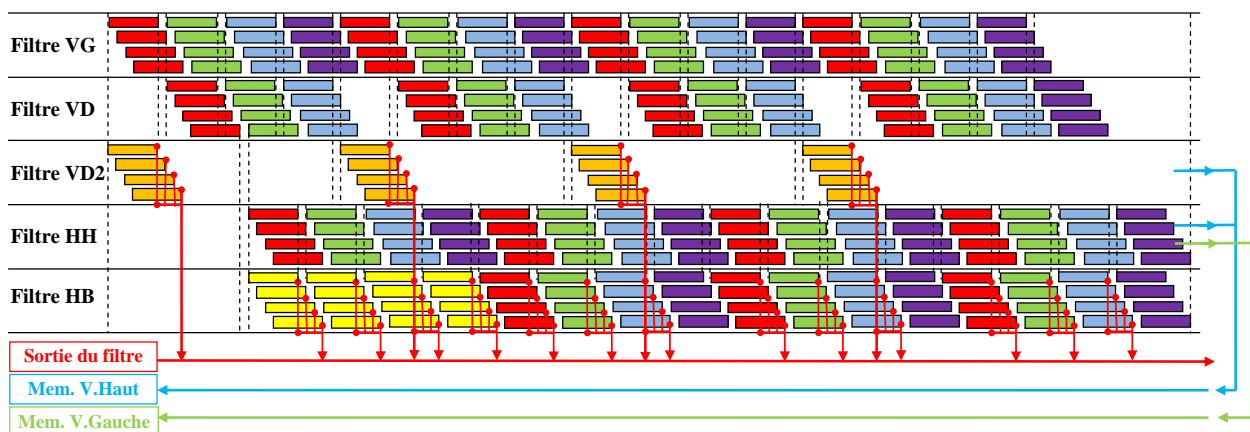 Filtre VG
Filtre VD
Filtre VD2
Filtre HH
Filtre HB
Sortie du filtre
Mem. V.Haut
Mem. V.Gauche